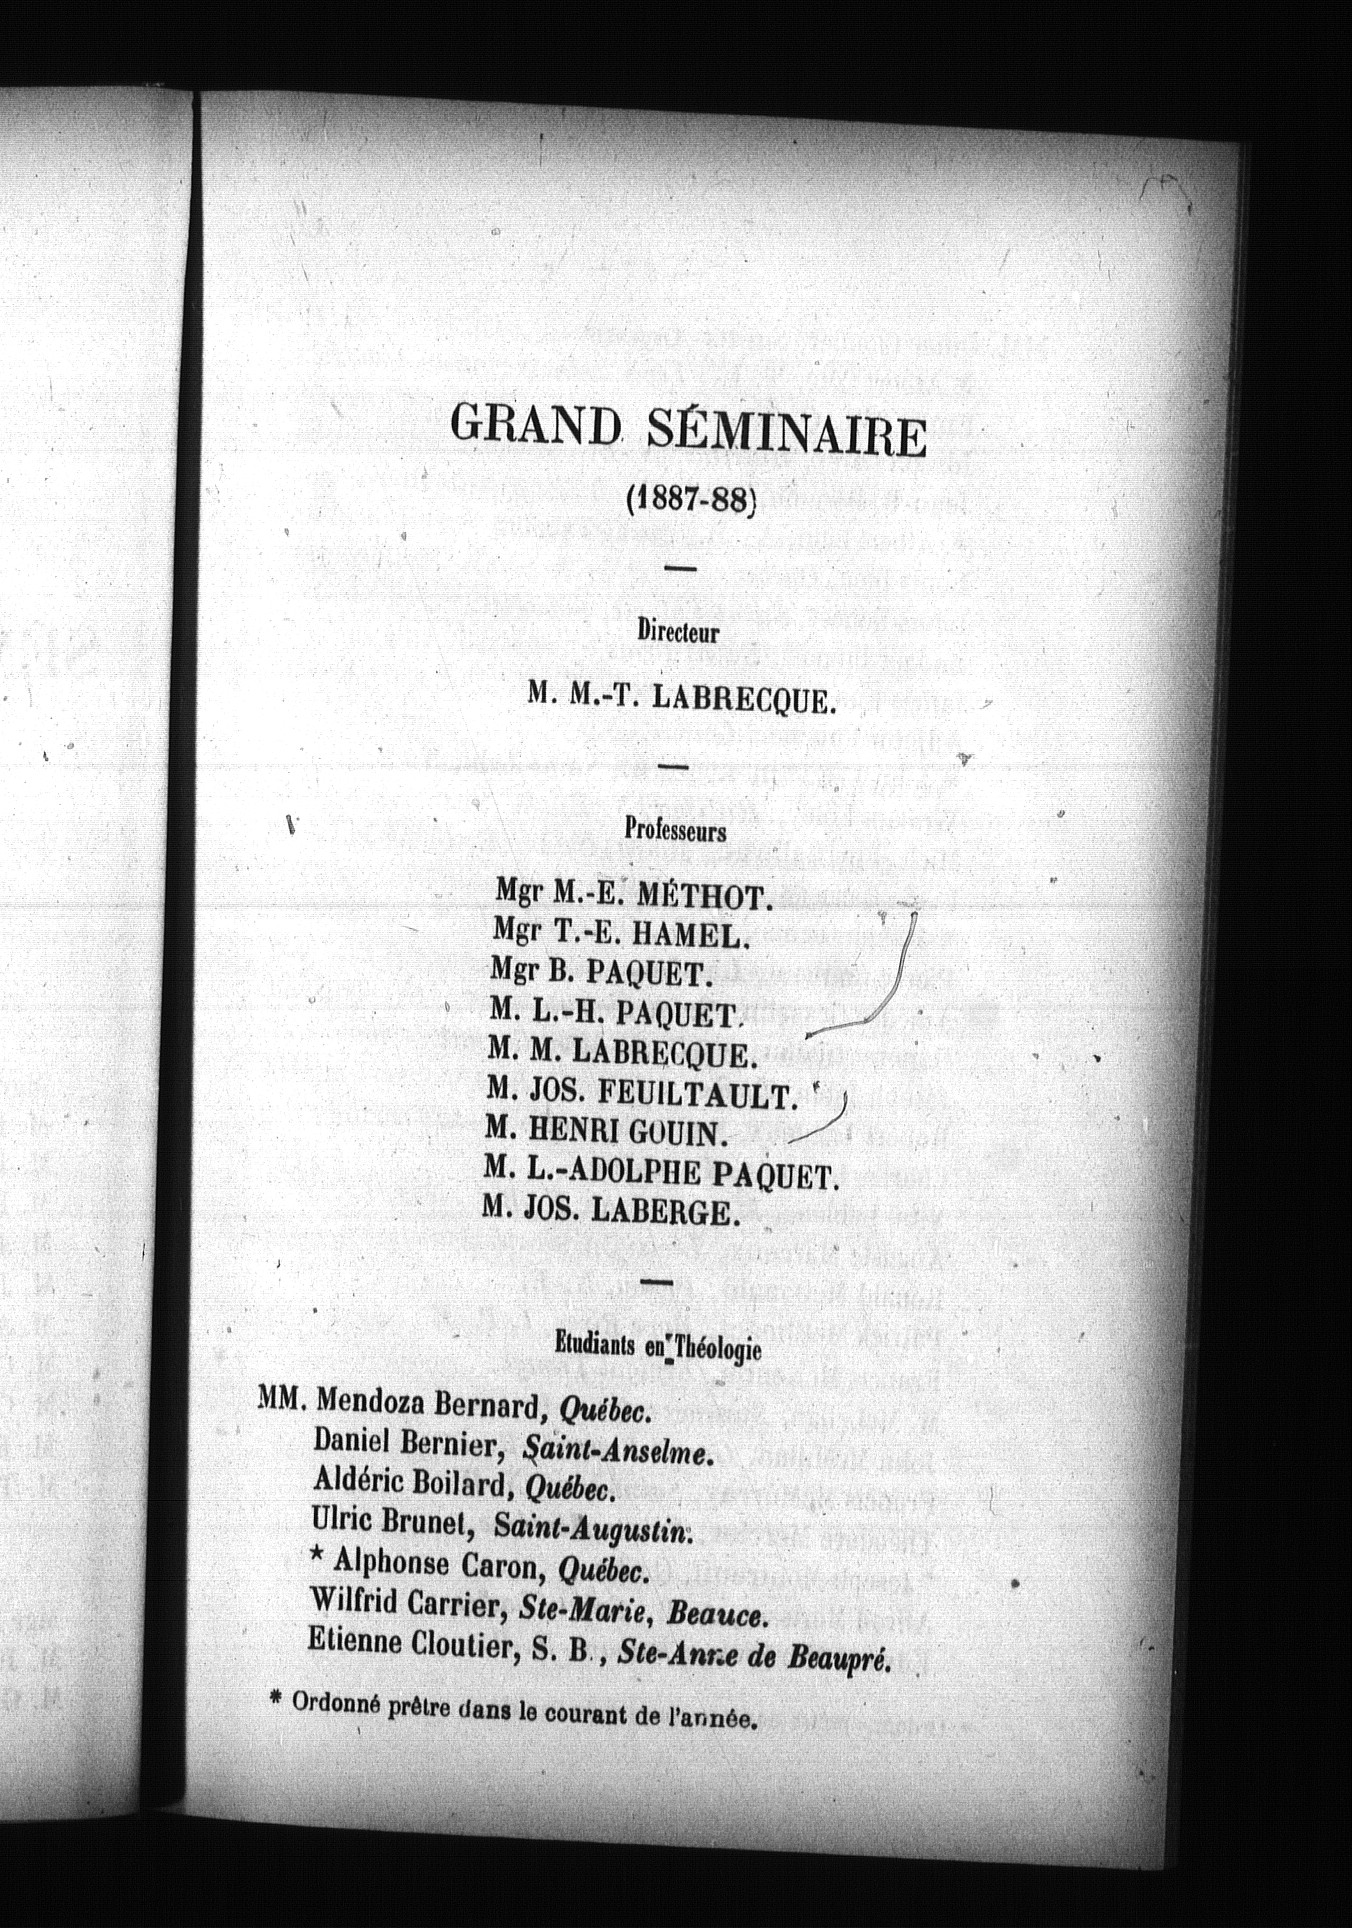 GRAND SÉMINAIRE
(1887-88)
Directeur
M. M.-T. LABRECQUE.
Professeurs
Mgr M.-E. MÉTHOT.
Mgr T.-E. HAMEL.
Mgr B. PAQUET.
M. L.-H. PAQUET.
M. M. LABRECQUE.
M. JOS. FEUILTAULT.
M. HENRI GOUIN.
M. L.-ADOLPHE PAQUET.
M. JOS. LABERGE.
Etudiants en Théologie
MM. Mendoza Bernard, Québec.
Daniel Bernier, Saint-Anselme.
Aldéric Boilard, Québec.
Ulric Brunet, Saint-Augustin.
* Alphonse Caron, Québec.
Wilfrid Carrier, Ste-Marie, Beauce.
Etienne Cloutier, S. B., Ste-Anne de Beaupré.
* Ordonné prêtre dans le courant de l'année.